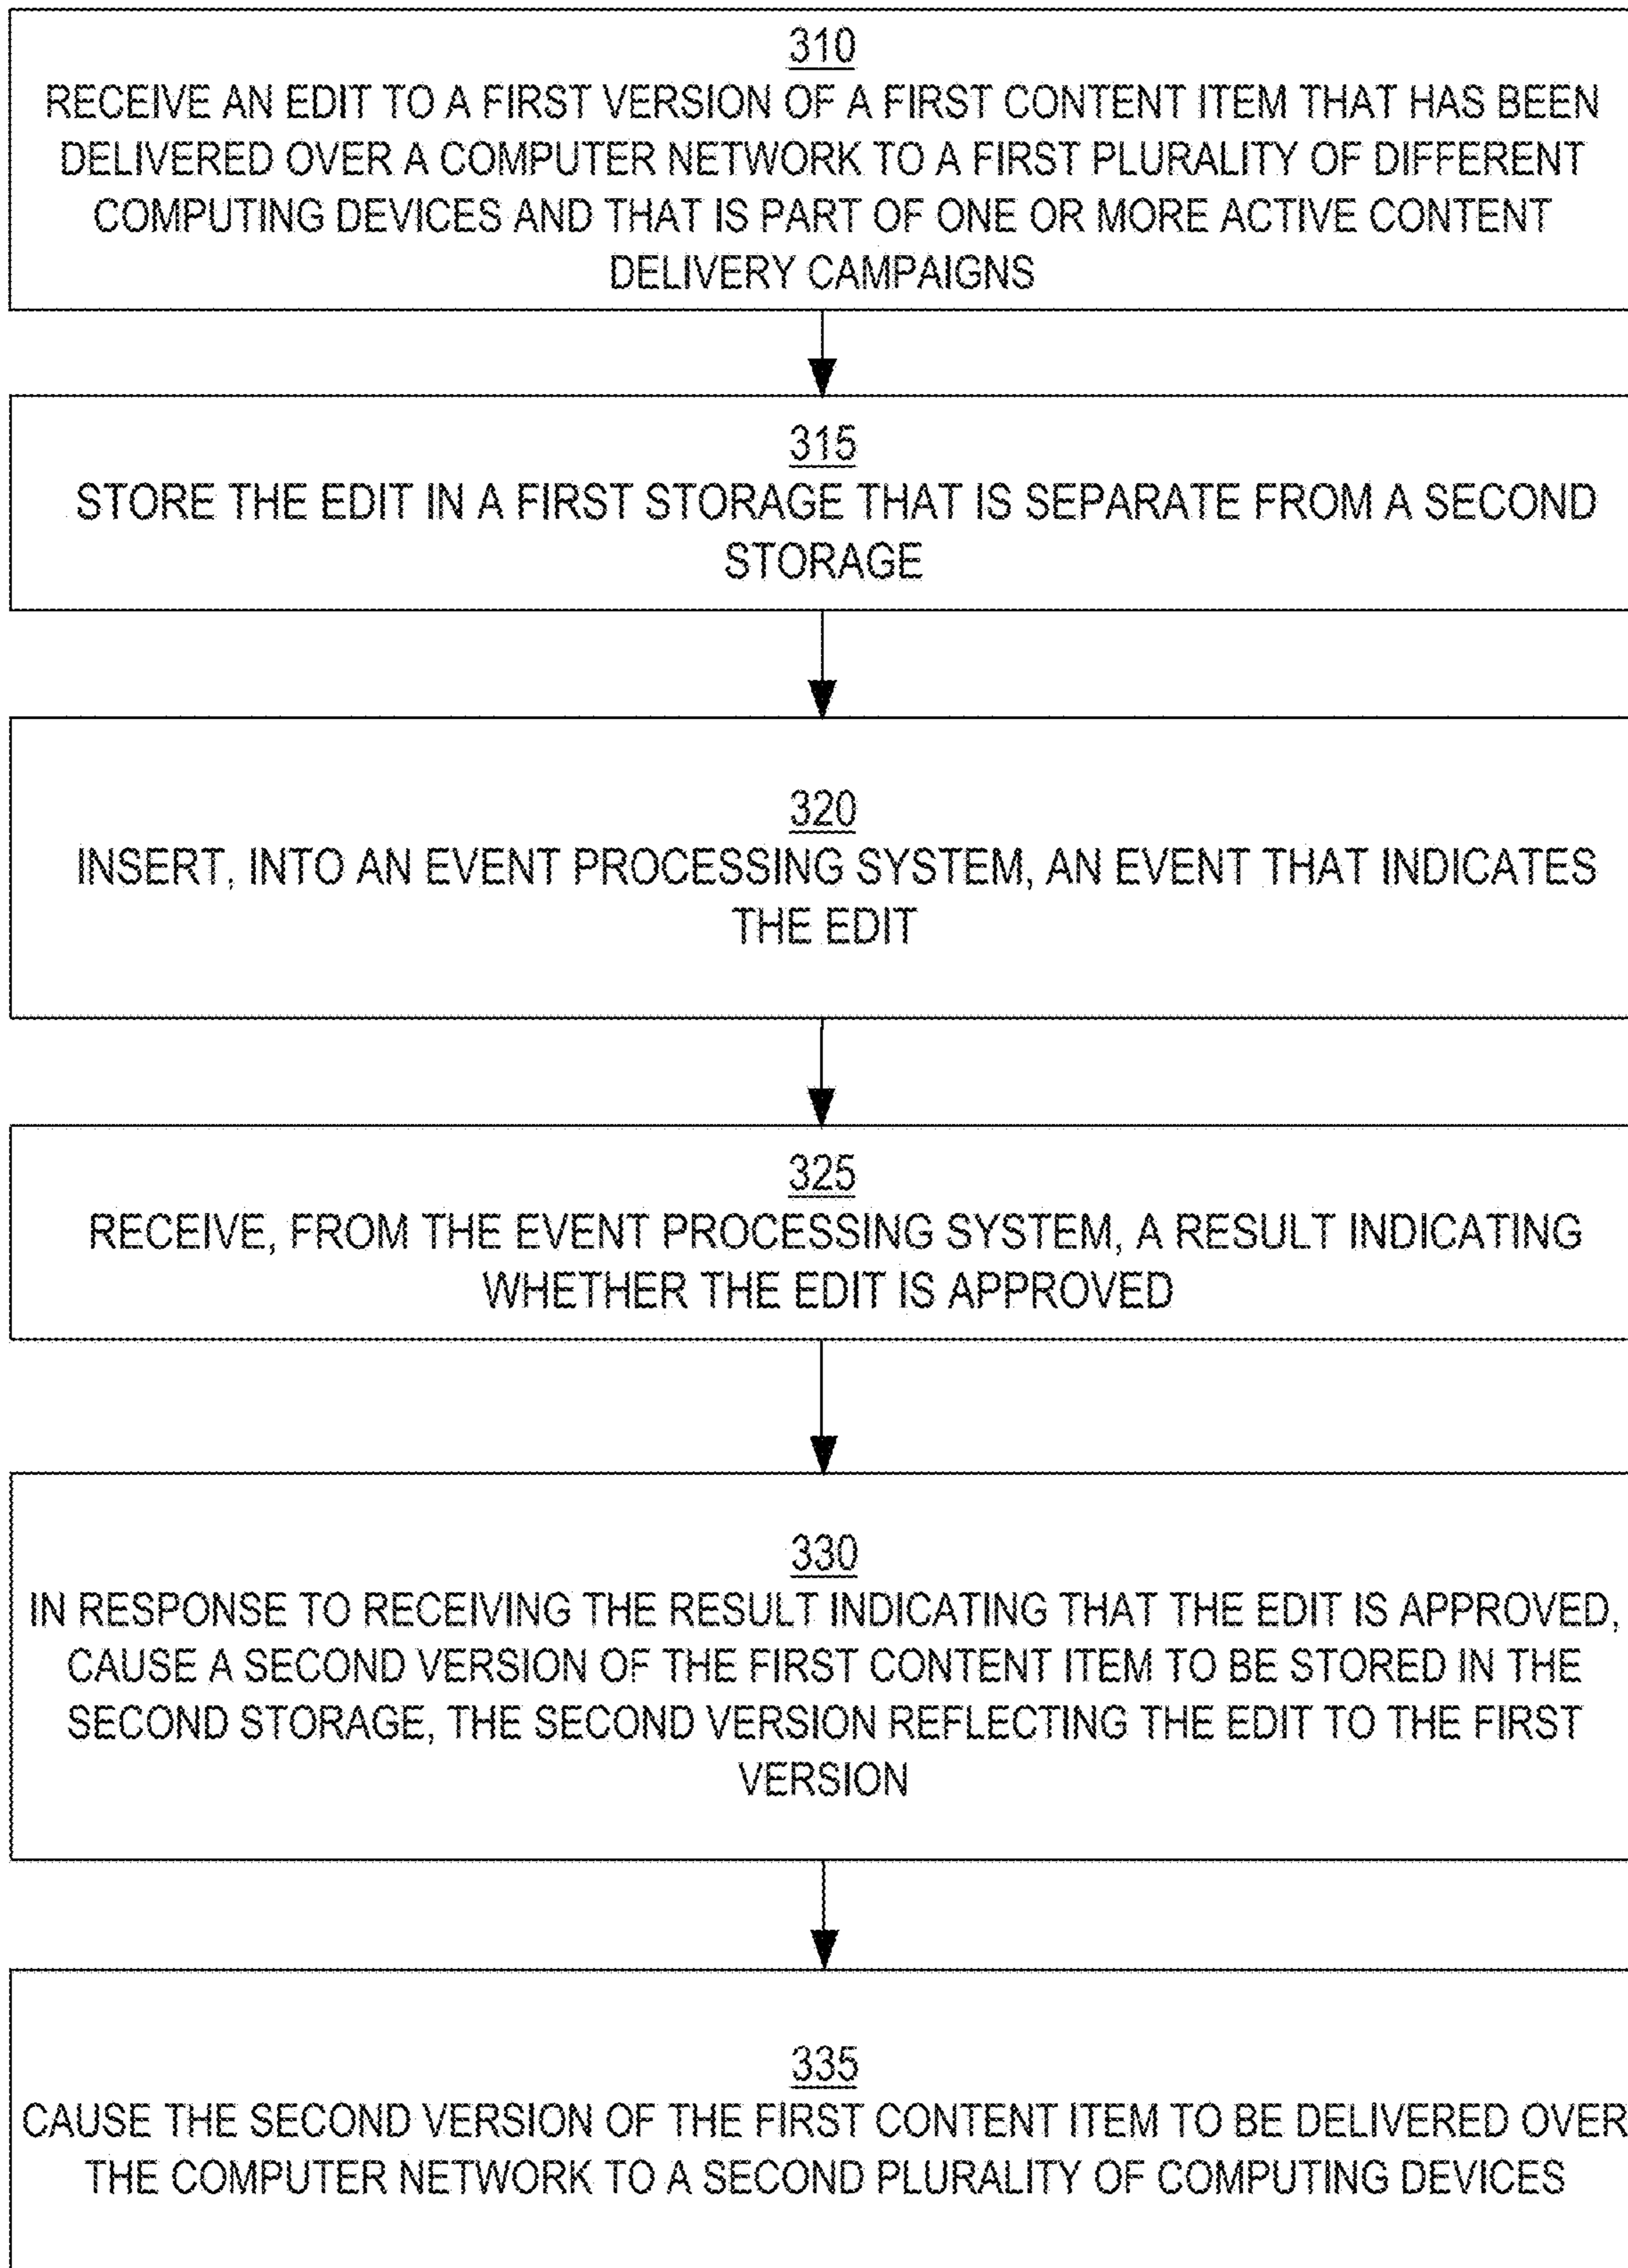 310
RECEIVE AN EDIT TO A FIRST VERSION OF A FIRST CONTENT ITEM THAT HAS BEEN
DELIVERED OVER A COMPUTER NETWORK TO A FIRST PLURALITY OF DIFFERENT
COMPUTING DEVICES AND THAT IS PART OF ONE OR MORE ACTIVE CONTENT
DELIVERY CAMPAIGNS
315
STORE THE EDIT IN A FIRST STORAGE THAT IS SEPARATE FROM A SECOND
STORAGE
320
INSERT, INTO AN EVENT PROCESSING SYSTEM, AN EVENT THAT INDICATES
THE EDIT
325
RECEIVE, FROM THE EVENT PROCESSING SYSTEM, A RESULT INDICATING
WHETHER THE EDIT IS APPROVED
330
IN RESPONSE TO RECEIVING THE RESULT INDICATING THAT THE EDIT IS APPROVED,
CAUSE A SECOND VERSION OF THE FIRST CONTENT ITEM TO BE STORED IN THE
SECOND STORAGE, THE SECOND VERSION REFLECTING THE EDIT TO THE FIRST
VERSION
335
CAUSE THE SECOND VERSION OF THE FIRST CONTENT ITEM TO BE DELIVERED OVER
THE COMPUTER NETWORK TO A SECOND PLURALITY OF COMPUTING DEVICES